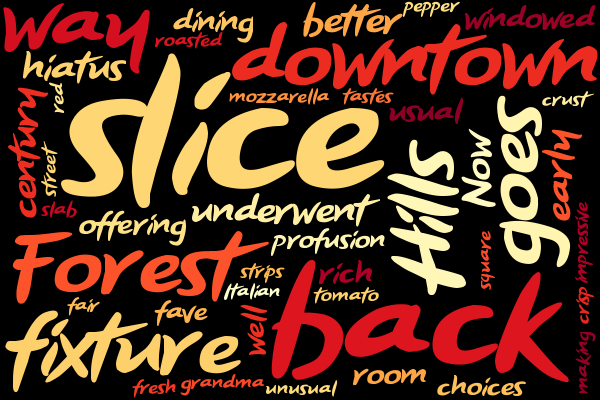 way
dining
roasted
better
pepper
windowed
hiatus
downtown
red
mozzarella
tastes
usual
crust
century
street
slice
Now
goes
early
slab
offering
underwent
profusion
Hills
Forest
strips
Italian
rich
tomato
square
impressive
crisp
fair
fave
fixture
well
back
making
fresh
grandma
unusual
room
choices